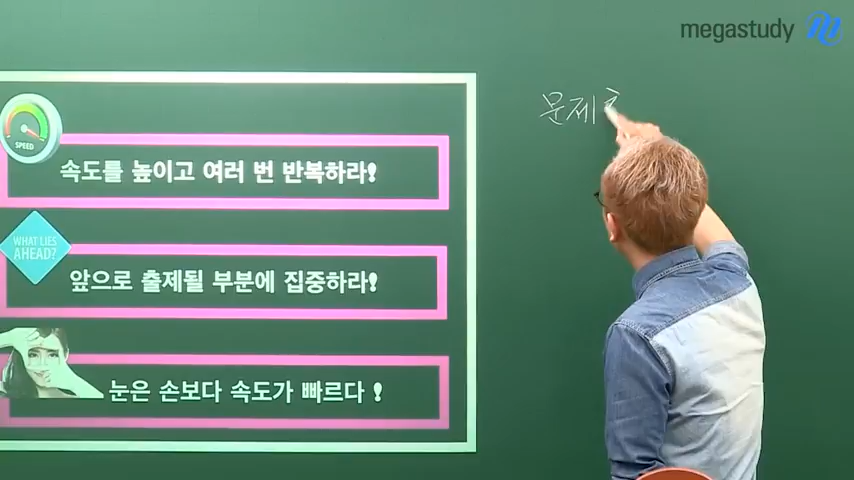 megastudy
SPEED
속도를 높이고 여러 번 반복하라!
WHAT LIES
AHEAD?
앞으로 출제될 부분에 집중하라!
눈은 손보다 속도가 빠르다 !
문제